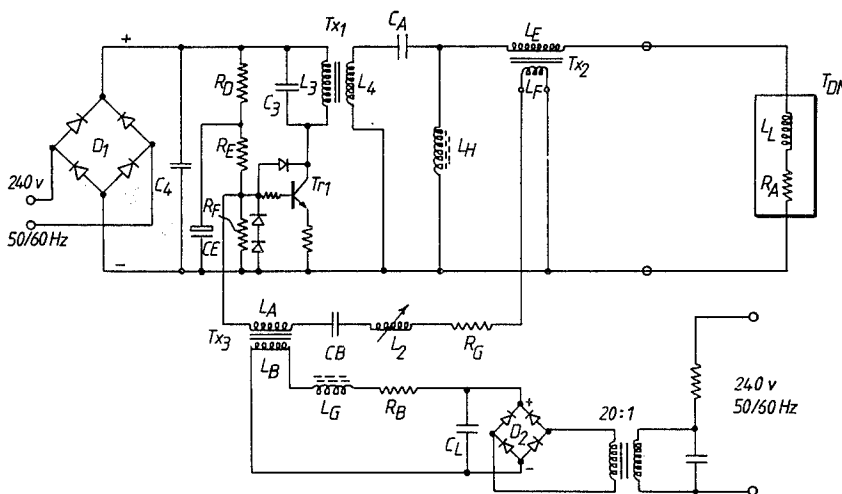 Tx1
CA
LE
Tx2
LF
+
RD
C3
L3
L4
LH
TDN
LL
RA
D1
RE
Tr1
240 v
50/60 Hz
C4
RF
CE
−
LA
Tx3
LB
CB
L2
RG
LG
RB
CL
+
D2
−
20:1
240 v
50/60 Hz